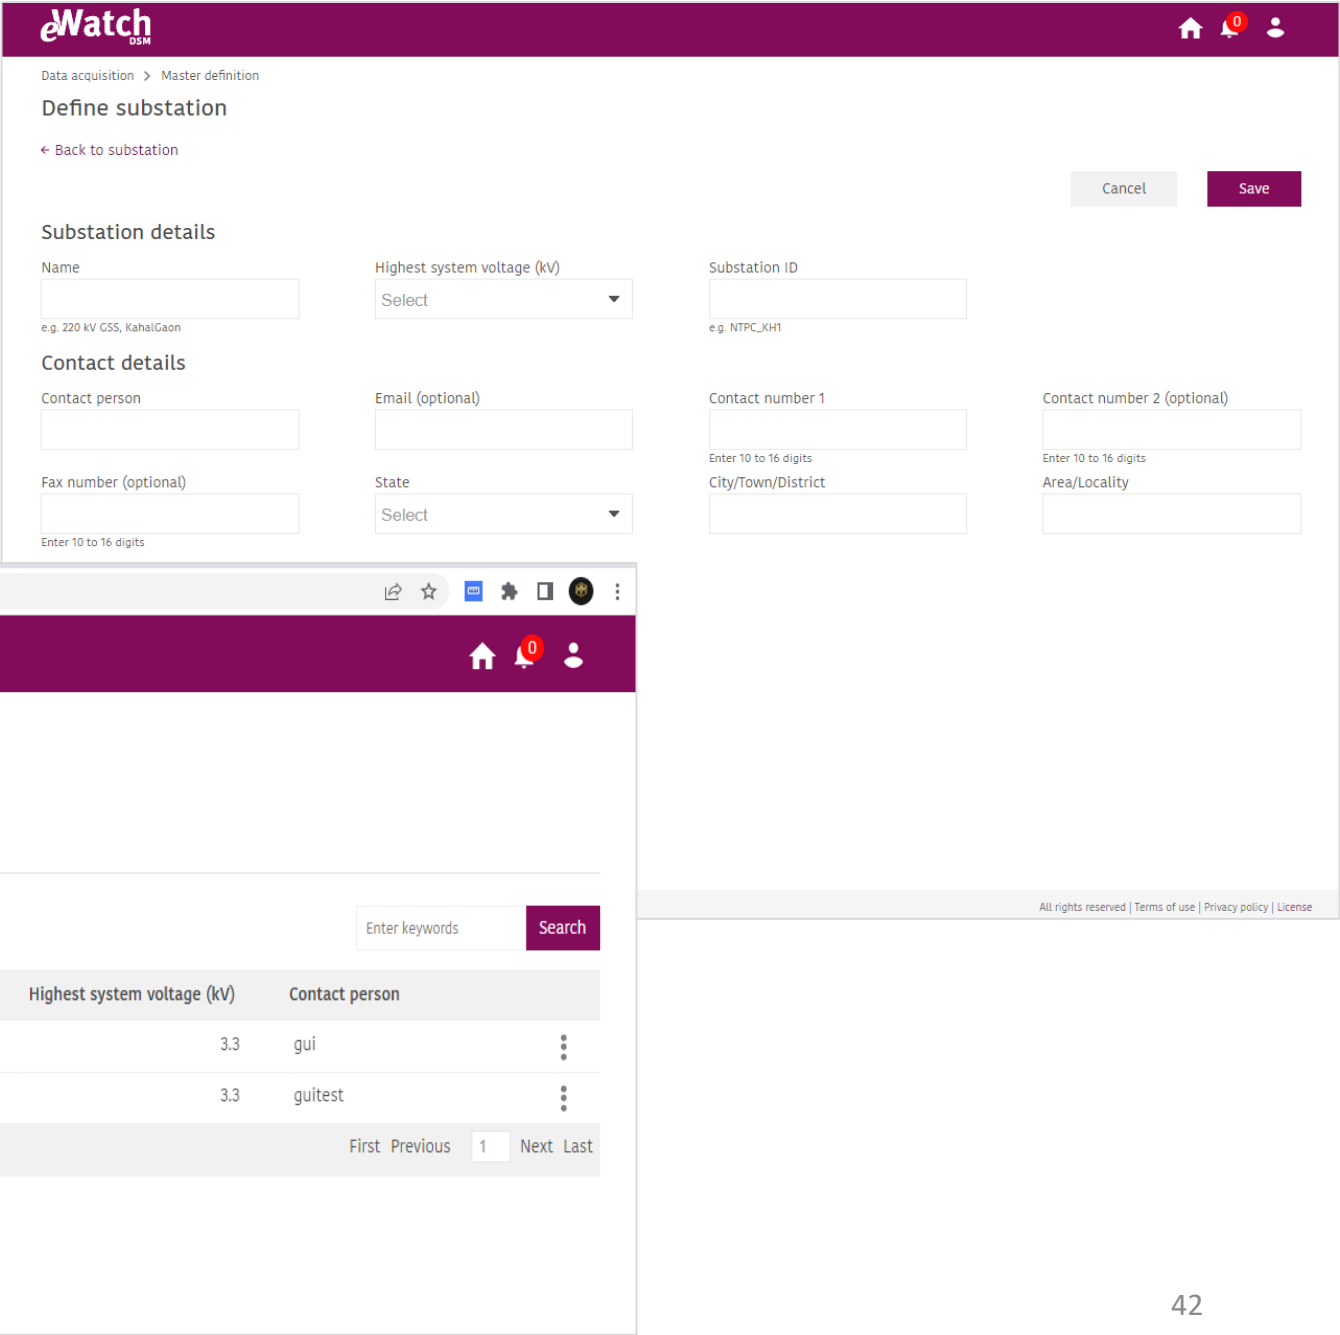 eWatch
DSM
0
Data acquisition > Master definition
Define substation
← Back to substation
Cancel Save
Substation details
Name Highest system voltage (kV) Substation ID
Select
e.g. 220 kV GSS, KahalGaon e.g. NTPC_KH1
Contact details
Contact person Email (optional) Contact number 1 Contact number 2 (optional)
Enter 10 to 16 digits Enter 10 to 16 digits
Fax number (optional) State City/Town/District Area/Locality
Select
Enter 10 to 16 digits
0
All rights reserved | Terms of use | Privacy policy | License
Enter keywords Search
Highest system voltage (kV) Contact person
3.3 gui
3.3 guitest
First Previous 1 Next Last
42